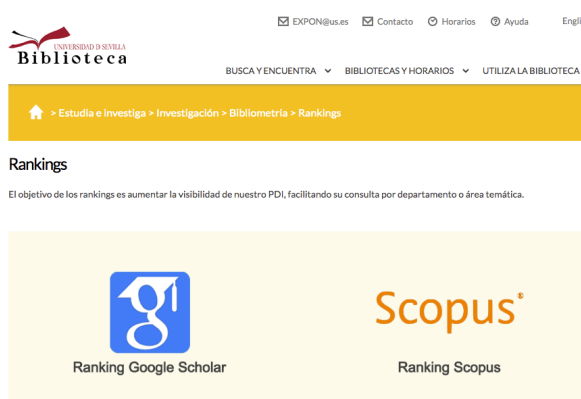 EXPON@us.es Contacto Horarios Ayuda Engli
UNIVERSIDAD D SEVILLA
Biblioteca
BUSCA Y ENCUENTRA BIBLIOTECAS Y HORARIOS UTILIZA LA BIBLIOTECA
> Estudia e investiga > Investigación > Bibliometria > Rankings
Rankings
El objetivo de los rankings es aumentar la visibilidad de nuestro PDI, facilitando su consulta por departamento o área temática.
g Scopus®
Ranking Google Scholar Ranking Scopus